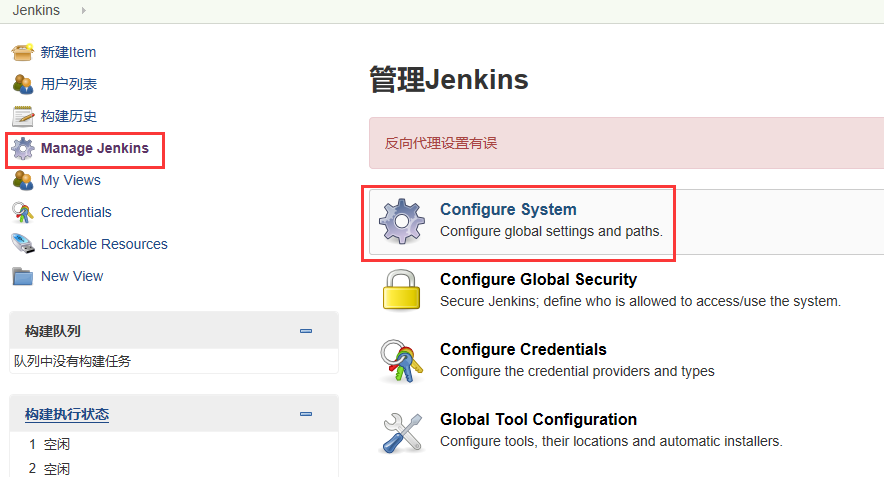 Jenkins
新建Item
用户列表
构建历史
Manage Jenkins
My Views
Credentials
Lockable Resources
New View
构建队列
队列中没有构建任务
构建执行状态
1 空闲
2 空闲
管理Jenkins
反向代理设置有误
Configure System
Configure global settings and paths.
Configure Global Security
Secure Jenkins; define who is allowed to access/use the system.
Configure Credentials
Configure the credential providers and types
Global Tool Configuration
Configure tools, their locations and automatic installers.